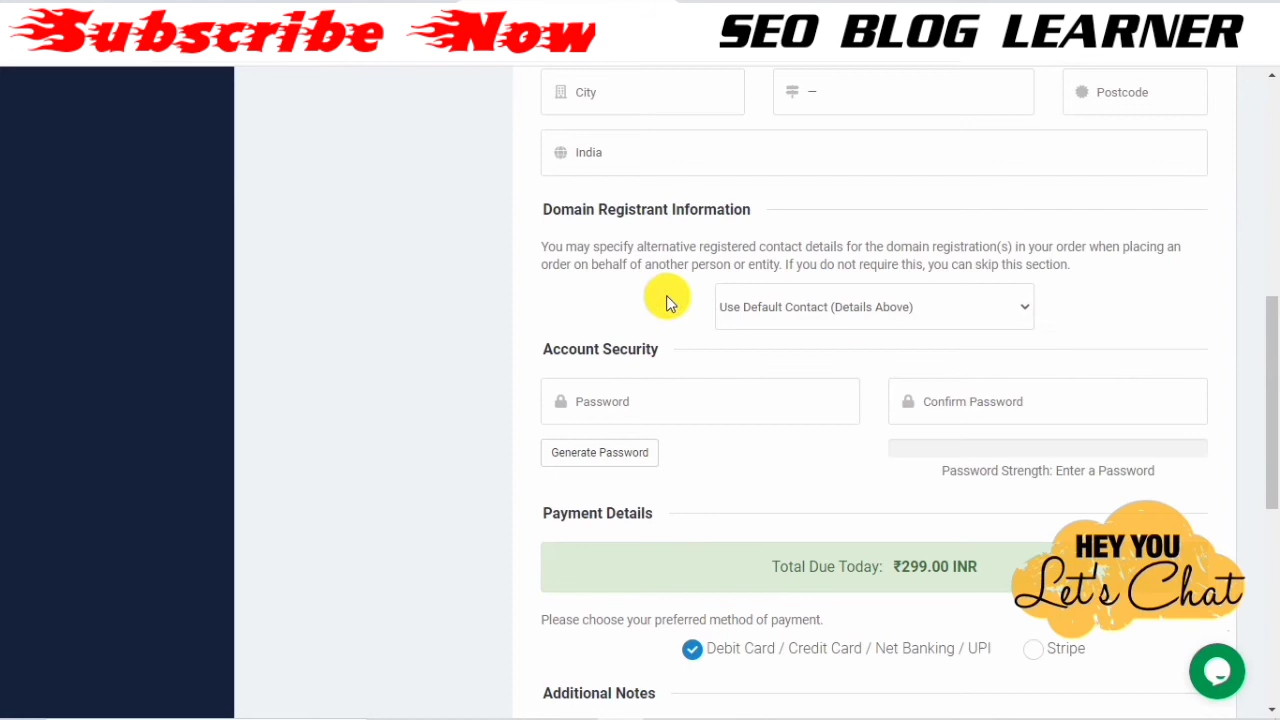 Subscribe Now
SEO BLOG LEARNER
City
–
Postcode
India
Domain Registrant Information
You may specify alternative registered contact details for the domain registration(s) in your order when placing an
order on behalf of another person or entity. If you do not require this, you can skip this section.
Use Default Contact (Details Above)
Account Security
Password
Confirm Password
Generate Password
Password Strength: Enter a Password
Payment Details
Total Due Today: ₹299.00 INR
HEY YOU
Let's Chat
Please choose your preferred method of payment.
Debit Card / Credit Card / Net Banking / UPI
Stripe
Additional Notes